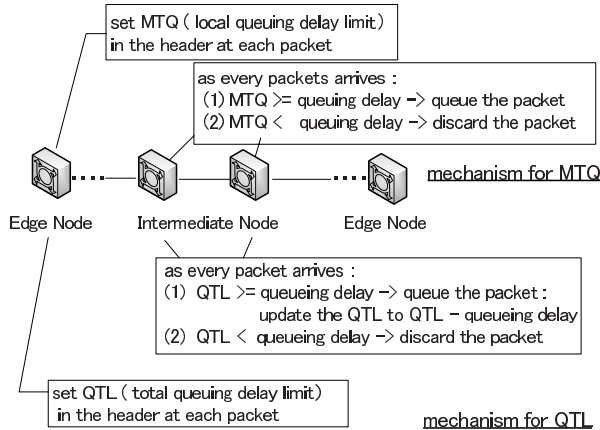 set MTQ ( local queuing delay limit)
in the header at each packet
as every packets arrives :
(1) MTQ >= queuing delay -> queue the packet
(2) MTQ < queuing delay -> discard the packet
mechanism for MTQ
Edge Node
Intermediate Node
Edge Node
as every packet arrives :
(1) QTL >= queueing delay -> queue the packet :
update the QTL to QTL - queueing delay
(2) QTL < queueing delay -> discard the packet
set QTL ( total queuing delay limit)
in the header at each packet
mechanism for QTL